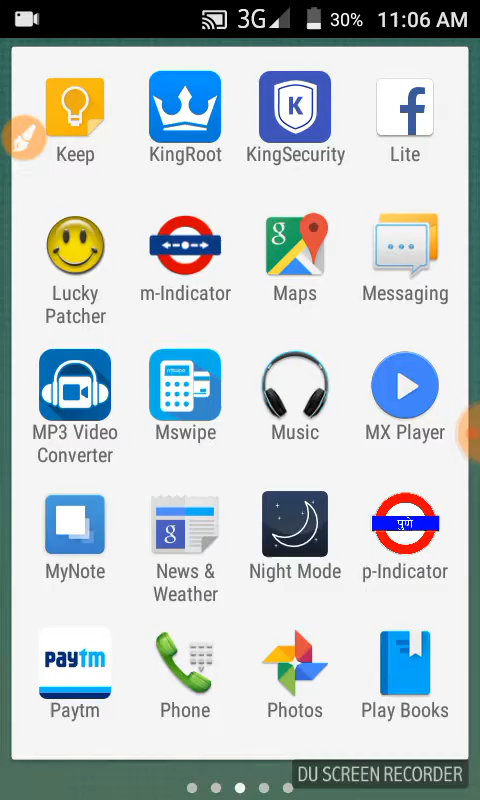 3G 30% 11:06 AM
Keep KingRoot KingSecurity Lite
Lucky Patcher m-Indicator Maps Messaging
MP3 Video Converter Mswipe Music MX Player
पुणे
MyNote News & Weather Night Mode p-Indicator
paytm
Paytm Phone Photos Play Books
DU SCREEN RECORDER